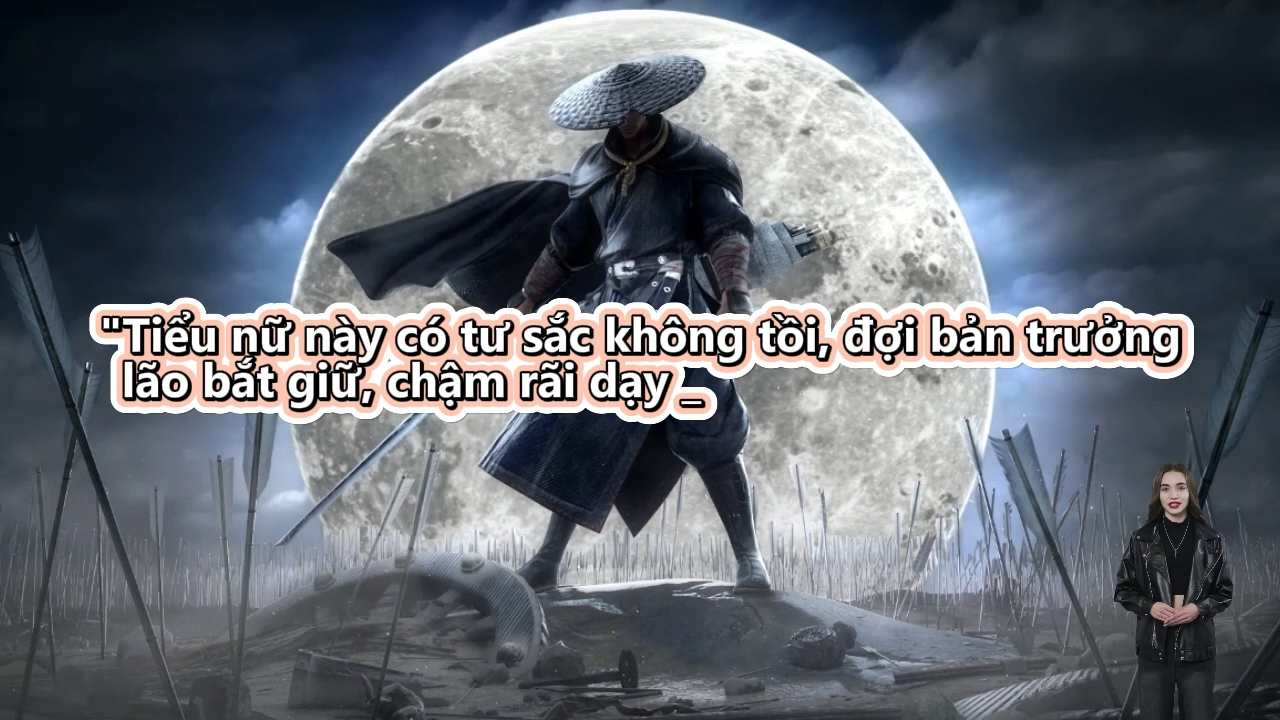 "Tiểu nữ này có tư sắc không tồi, đợi bản trưởng
lão bắt giữ, chậm rãi dạy _